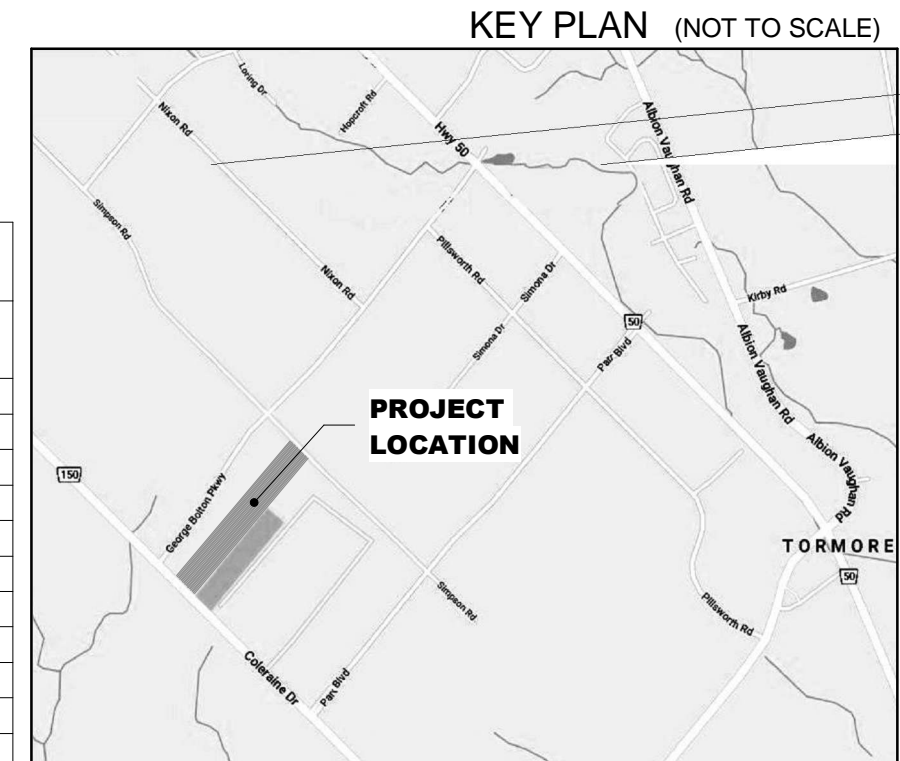 KEY PLAN (NOT TO SCALE)
Loring Dr
Hopcroft Rd
Nixon Rd
Hwy 50
Albion Vaughan Rd
Simpson Rd
Pillsworth Rd
Simona Dr
Nixon Rd
Kirby Rd
50
Simona Dr
Parr Blvd
Albion Vaughan Rd
PROJECT
LOCATION
Albion Vaughan Rd
150
George Bolton Pkwy
TORMORE
50
Simpson Rd
Pillsworth Rd
Coleraine Dr
Parr Blvd